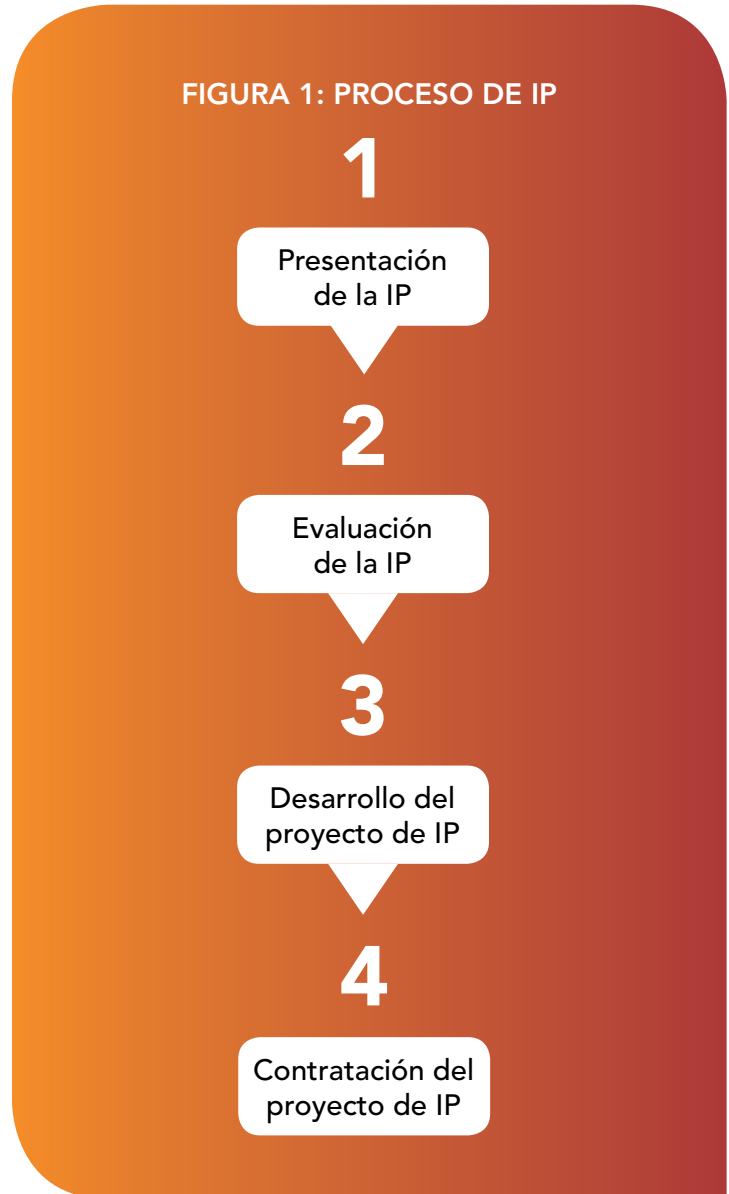 FIGURA 1: PROCESO DE IP
1
Presentación
de la IP
2
Evaluación
de la IP
3
Desarrollo del
proyecto de IP
4
Contratación del
proyecto de IP